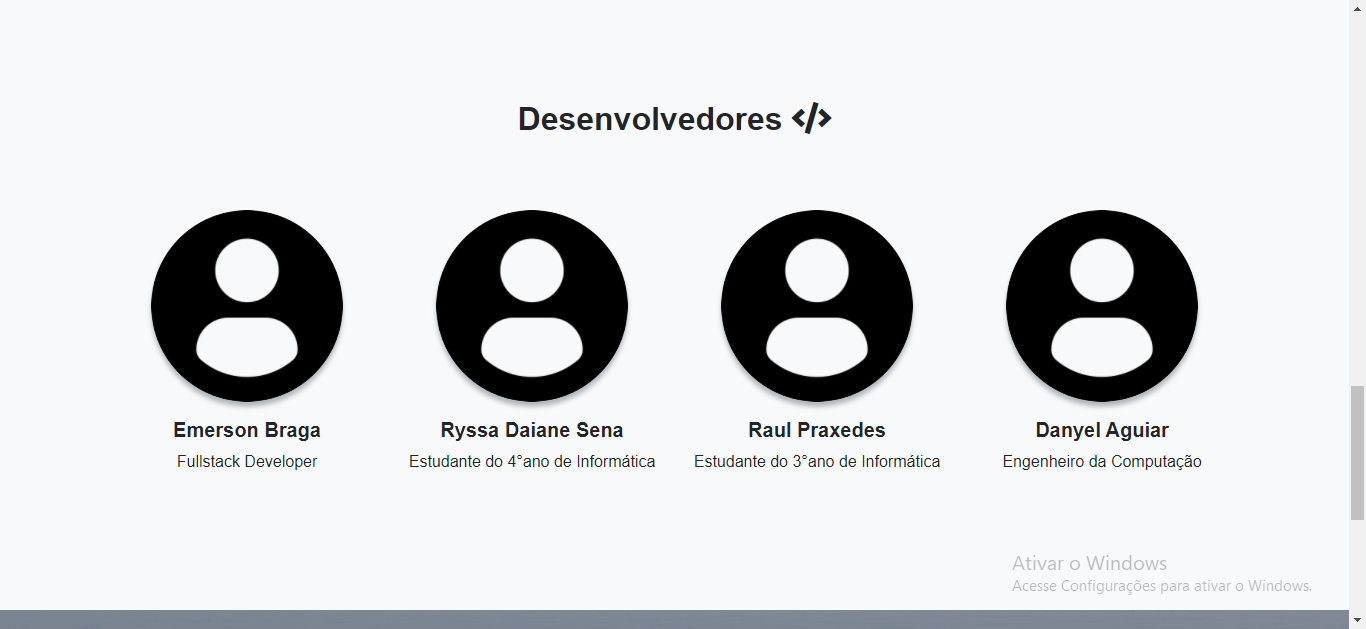 Desenvolvedores </>
Emerson Braga
Fullstack Developer
Ryssa Daiane Sena
Estudante do 4°ano de Informática
Raul Praxedes
Estudante do 3°ano de Informática
Danyel Aguiar
Engenheiro da Computação
Ativar o Windows
Acesse Configurações para ativar o Windows.